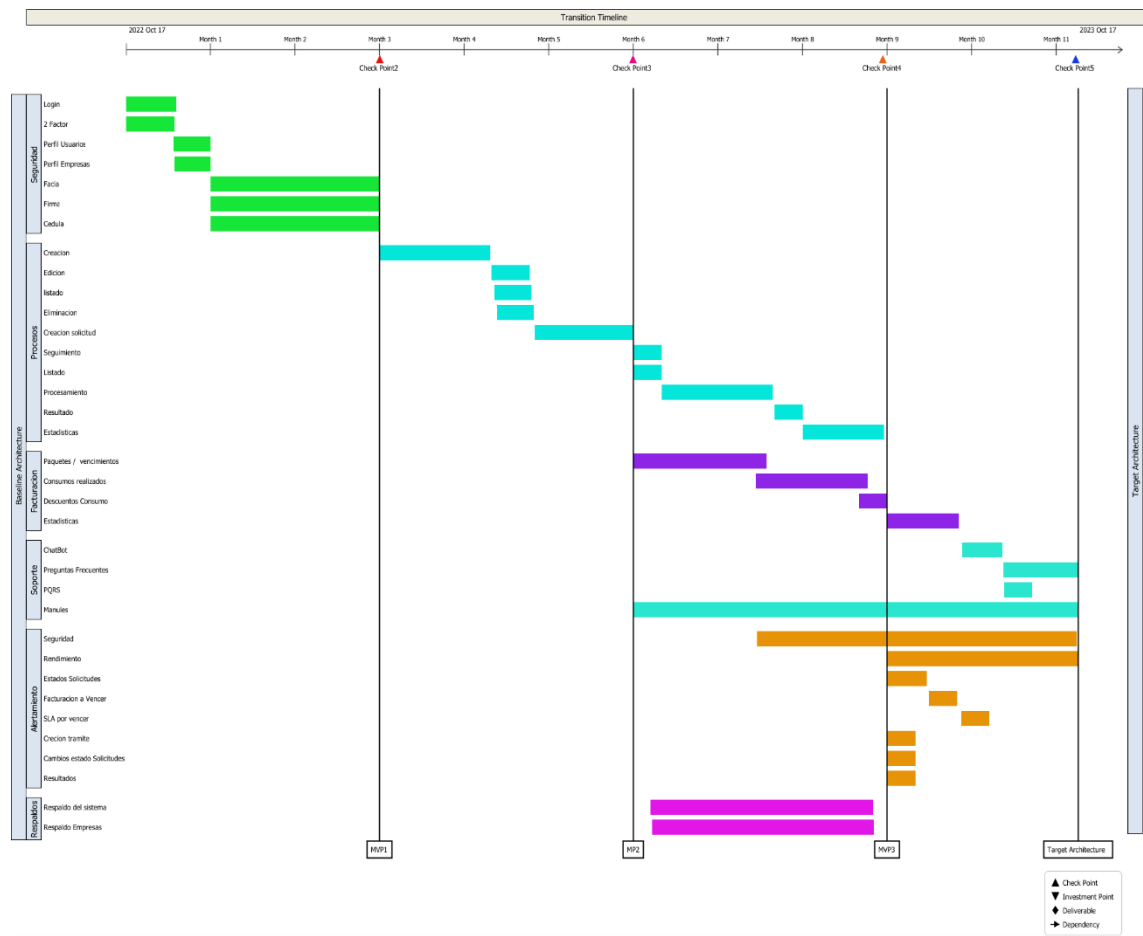 Transition Timeline
2022 Oct 17
2023 Oct 17
Month 1
Month 2
Month 3
Month 4
Month 5
Month 6
Month 7
Month 8
Month 9
Month 10
Month 11
Check Point2
Check Point3
Check Point4
Check Point5
Baseline Architecture
Target Architecture
Seguridad
Login
2 Factor
Perfil Usuarios
Perfil Empresas
Facia
Firma
Cedula
Procesos
Creacion
Edicion
listado
Eliminacion
Creacion solicitud
Seguimiento
Listado
Procesamiento
Resultado
Estadisticas
Facturacion
Paquetes / vencimientos
Consumos realizados
Descuentos Consumo
Estadisticas
Soporte
ChatBot
Preguntas Frecuentes
PQRS
Manules
Alertamiento
Seguridad
Rendimiento
Estados Solicitudes
Facturacion a Vencer
SLA por vencer
Crecion tramite
Cambios estado Solicitudes
Resultados
Respaldos
Respaldo del sistema
Respaldo Empresas
MVP1
MP2
MVP3
Target Architecture
Check Point
Investment Point
Deliverable
Dependency